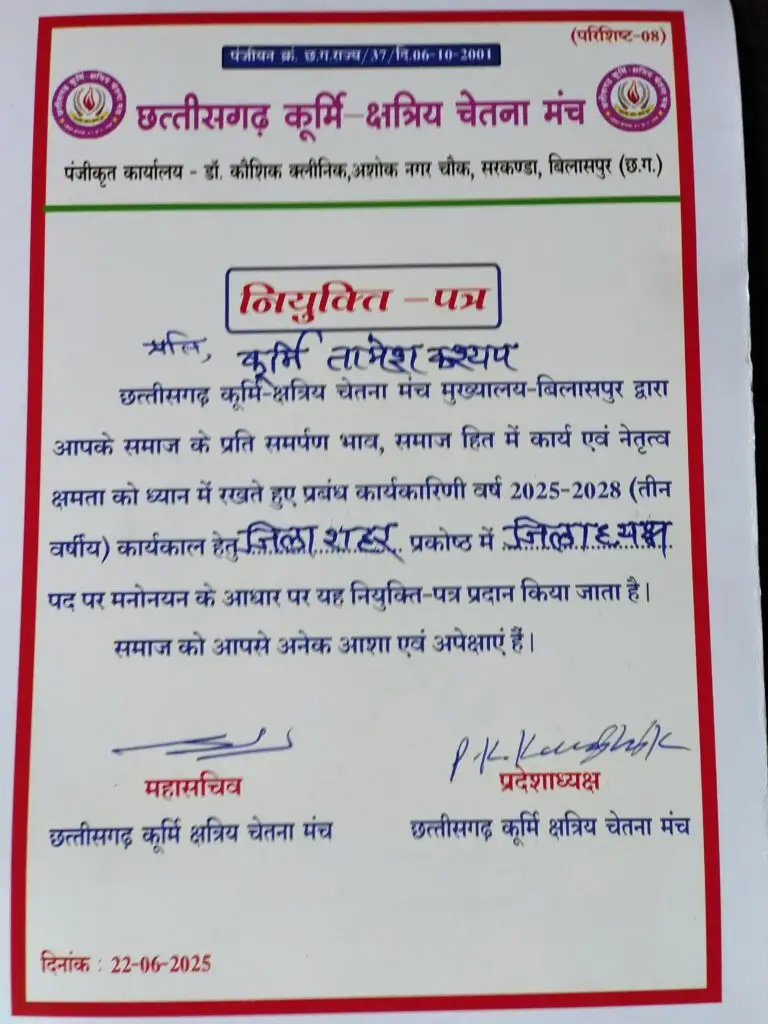 (परिशिष्ट-08)
पंजीयन क्र. छ.ग.राज्य/37/दि.06-10-2001
छत्तीसगढ़ कूर्मि-क्षत्रिय चेतना मंच
पंजीकृत कार्यालय - डॉ. कौशिक क्लीनिक,अशोक नगर चौक, सरकण्डा, बिलासपुर (छ.ग.)
नियुक्ति - पत्र
प्रति, कूर्मि तामेश कश्यप
छत्तीसगढ़ कूर्मि-क्षत्रिय चेतना मंच मुख्यालय-बिलासपुर द्वारा
आपके समाज के प्रति समर्पण भाव, समाज हित में कार्य एवं नेतृत्व
क्षमता को ध्यान में रखते हुए प्रबंध कार्यकारिणी वर्ष 2025-2028 (तीन
वर्षीय) कार्यकाल हेतु जिला शहर प्रकोष्ठ में जिलाध्यक्ष
पद पर मनोनयन के आधार पर यह नियुक्ति-पत्र प्रदान किया जाता है।
समाज को आपसे अनेक आशा एवं अपेक्षाएं हैं।
P.K. Kaushik
महासचिव प्रदेशाध्यक्ष
छत्तीसगढ़ कूर्मि क्षत्रिय चेतना मंच छत्तीसगढ़ कूर्मि क्षत्रिय चेतना मंच
दिनांक : 22-06-2025